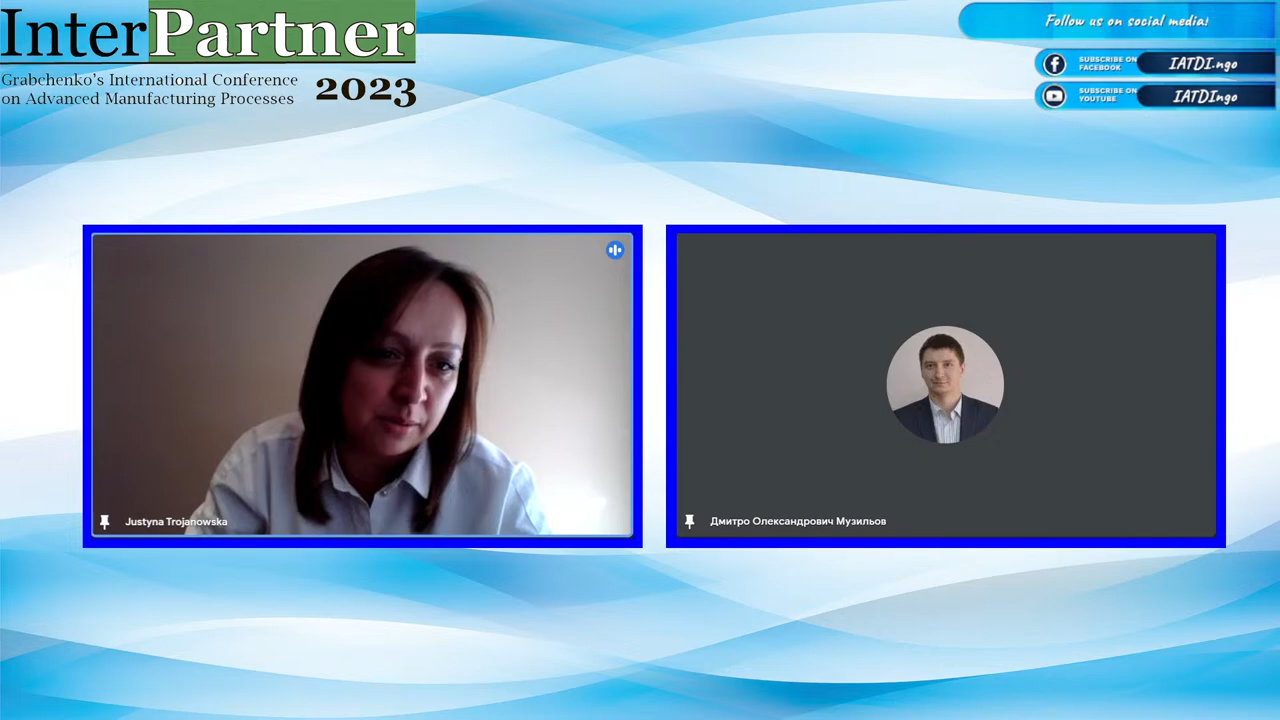 InterPartner
Grabchenko's International Conference
on Advanced Manufacturing Processes
2023
Follow us on social media!
SUBSCRIBE ON
FACEBOOK
IATDI.ngo
SUBSCRIBE ON
YOUTUBE
IATDIngo
Justyna Trojanowska
Дмитро Олександрович Музильов